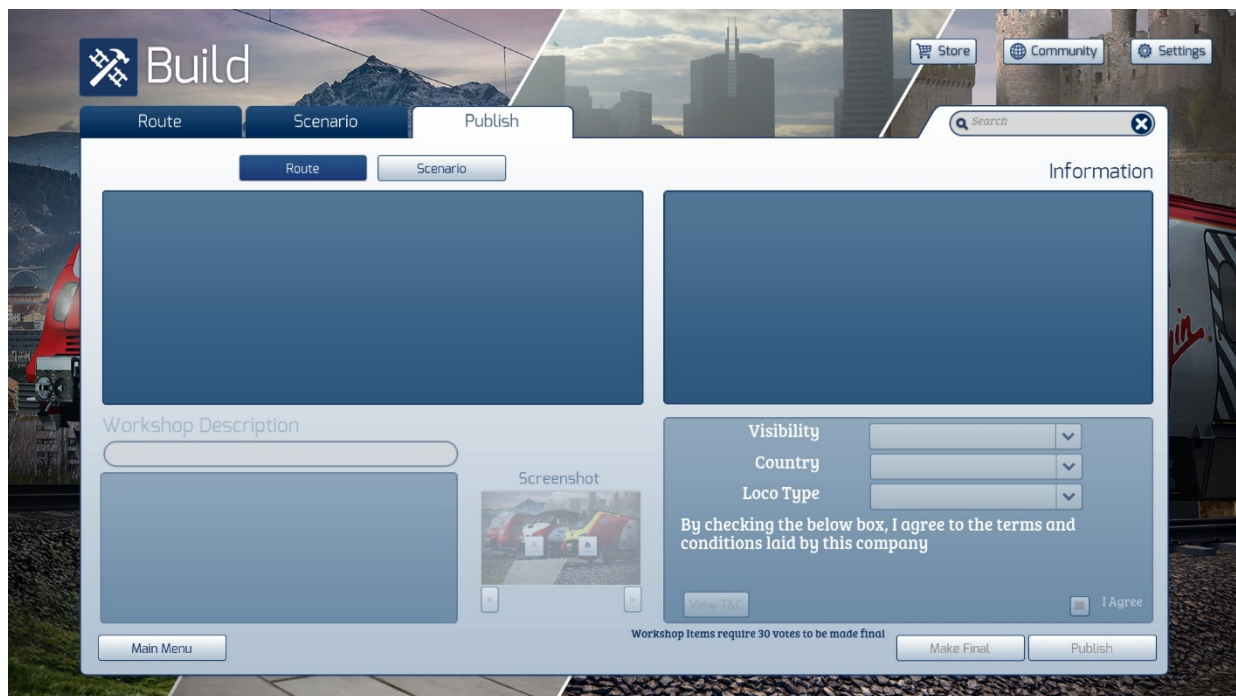 Build
Store
Community
Settings
Route
Scenario
Publish
Search
Route
Scenario
Information
Workshop Description
Screenshot
<
>
Visibility
Country
Loco Type
By checking the below box, I agree to the terms and
conditions laid by this company
View T&C
I Agree
Workshop Items require 30 votes to be made final
Main Menu
Make Final
Publish